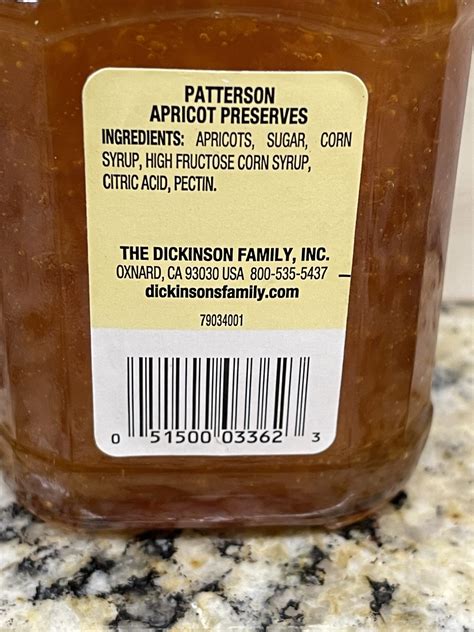 PATTERSON
APRICOT PRESERVES
INGREDIENTS: APRICOTS, SUGAR, CORN
SYRUP, HIGH FRUCTOSE CORN SYRUP,
CITRIC ACID, PECTIN.
THE DICKINSON FAMILY, INC.
OXNARD, CA 93030 USA 800-535-5437
dickinsonsfamily.com
79034001
0 51500 03362 3